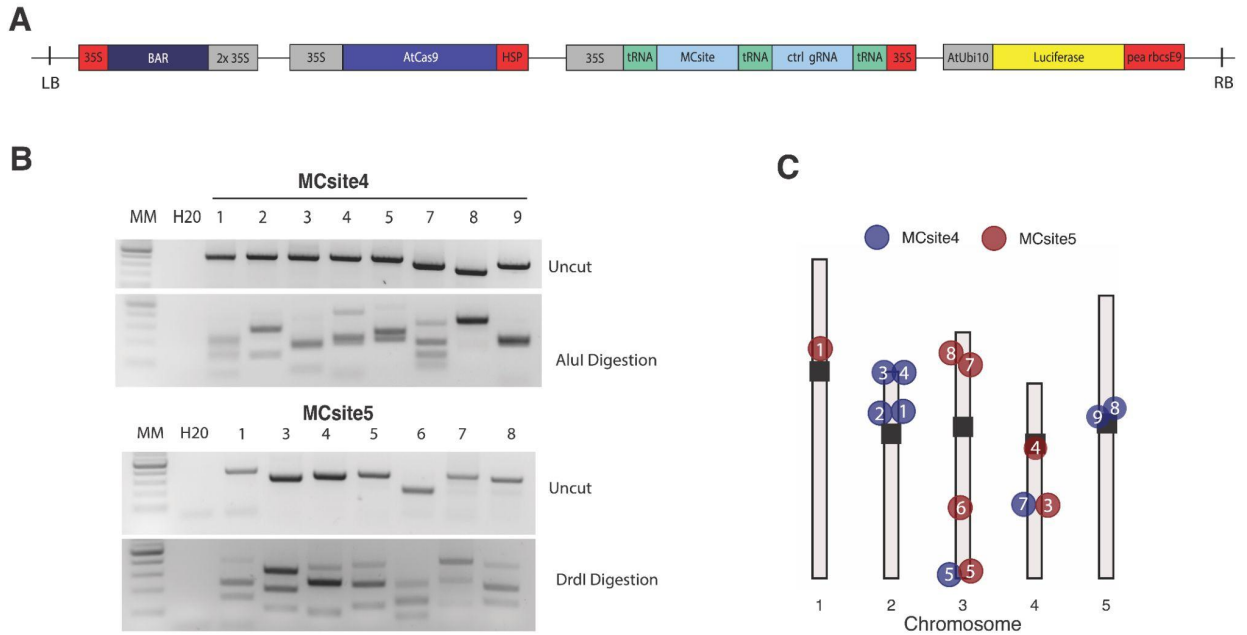 A
35S BAR 2x 35S 35S AtCas9 HSP 35S tRNA MCsite tRNA ctrl gRNA tRNA 35S AtUbi10 Luciferase pea rbcsE9
LB RB
B
MCsite4
MM H20 1 2 3 4 5 7 8 9
Uncut
AluI Digestion
MCsite5
MM H20 1 3 4 5 6 7 8
Uncut
DrdI Digestion
C
MCsite4 MCsite5
1
8
7
3 4
2 1
8
9
4
6
7 3
5 5
1 2 3 4 5
Chromosome